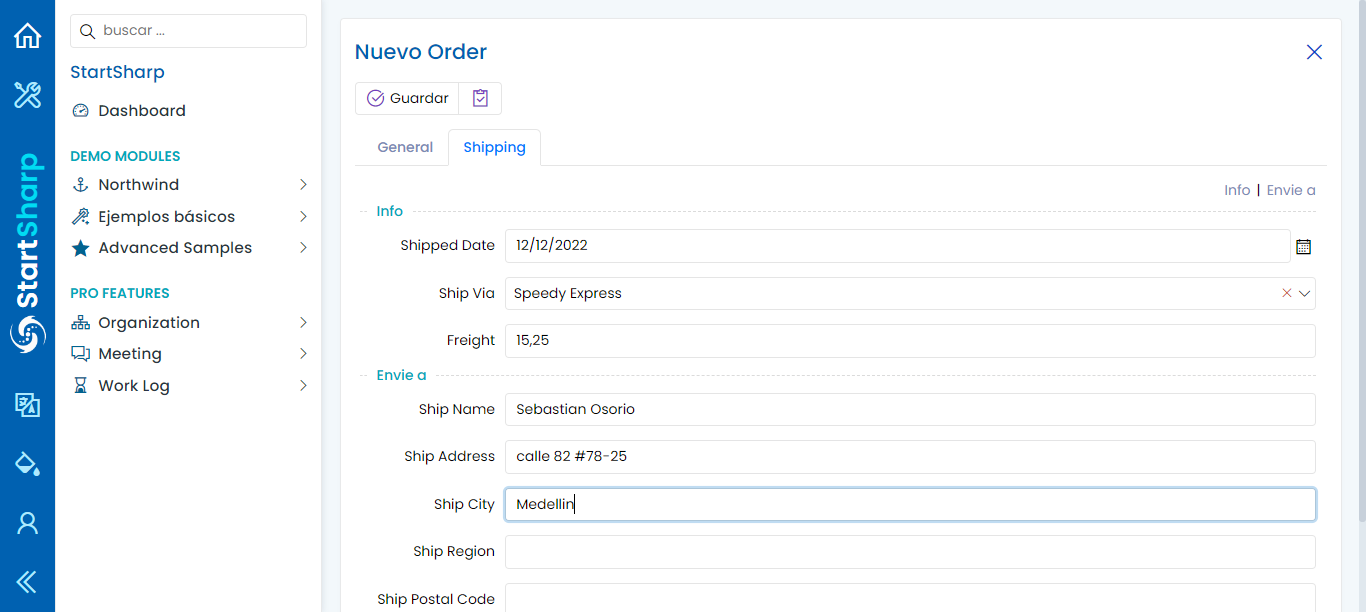 buscar ...
StartSharp
Dashboard
DEMO MODULES
Northwind
Ejemplos básicos
Advanced Samples
PRO FEATURES
Organization
Meeting
Work Log
StartSharp
Nuevo Order
Guardar
General
Shipping
Info | Envie a
Info
Shipped Date 12/12/2022
Ship Via Speedy Express
Freight 15,25
Envie a
Ship Name Sebastian Osorio
Ship Address calle 82 #78-25
Ship City Medellin
Ship Region
Ship Postal Code